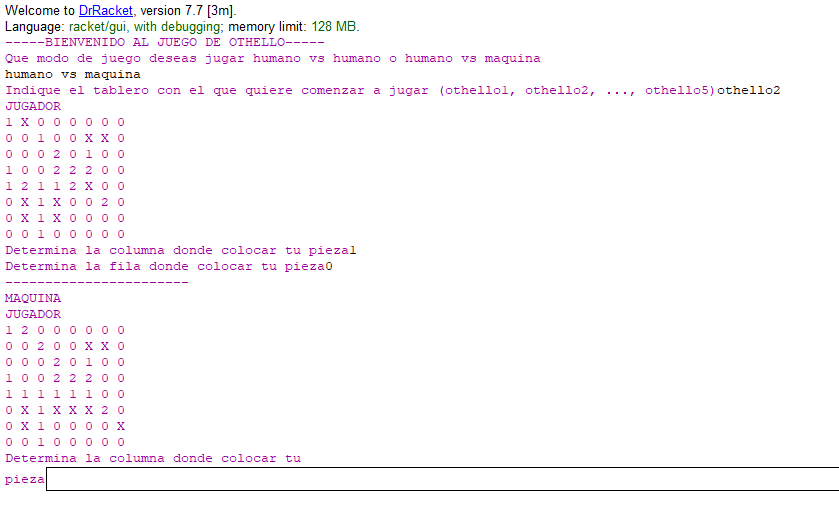 Welcome to DrRacket, version 7.7 [3m].
Language: racket/gui, with debugging; memory limit: 128 MB.
-----BIENVENIDO AL JUEGO DE OTHELLO-----
Que modo de juego deseas jugar humano vs humano o humano vs maquina
humano vs maquina
Indique el tablero con el que quiere comenzar a jugar (othello1, othello2, ..., othello5)othello2
JUGADOR
1 X 0 0 0 0 0 0
0 0 1 0 0 X X 0
0 0 0 2 0 1 0 0
1 0 0 2 2 2 0 0
1 2 1 1 2 X 0 0
0 X 1 X 0 0 2 0
0 X 1 X 0 0 0 0
0 0 1 0 0 0 0 0
Determina la columna donde colocar tu pieza1
Determina la fila donde colocar tu pieza0
-----------------------
MAQUINA
JUGADOR
1 2 0 0 0 0 0 0
0 0 2 0 0 X X 0
0 0 0 2 0 1 0 0
1 0 0 2 2 2 0 0
1 1 1 1 1 1 0 0
0 X 1 X X X 2 0
0 X 1 0 0 0 0 X
0 0 1 0 0 0 0 0
Determina la columna donde colocar tu
pieza